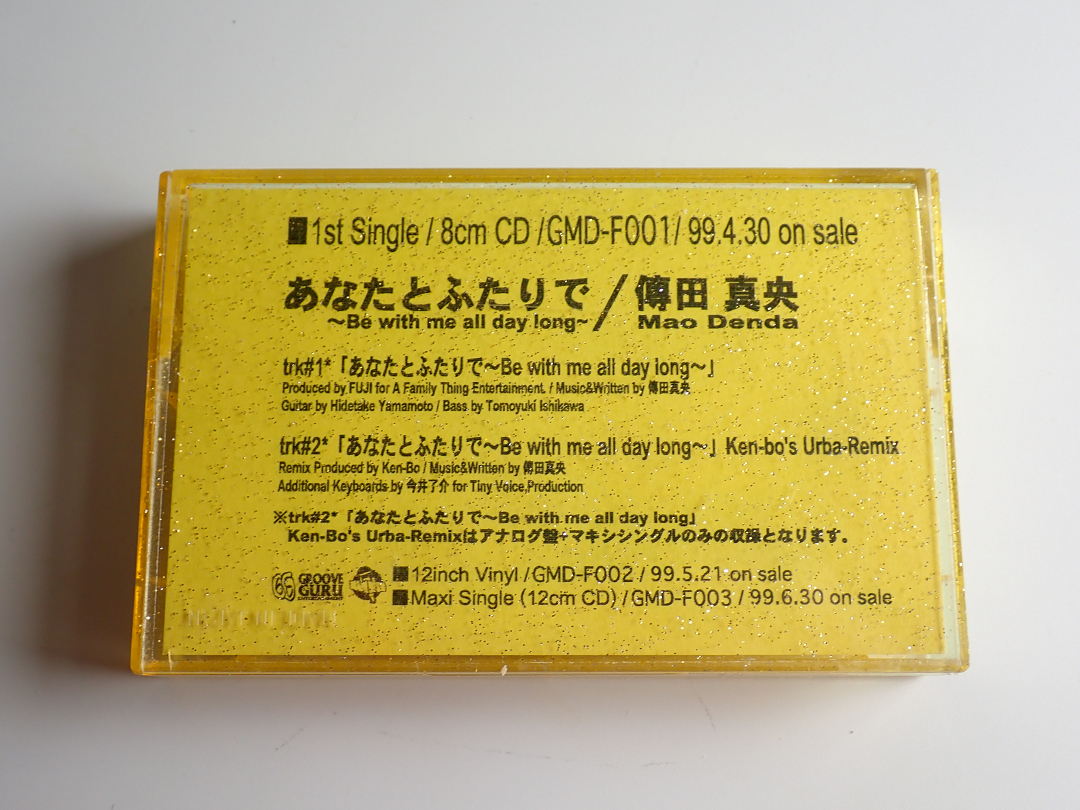 ■1st Single / 8cm CD /GMD-F001/ 99.4.30 on sale
あなたとふたりで／傳田 真央
～Be with me all day long~ Mao Denda
trk#1*「あなたとふたりで～Be with me all day long～」
Produced by FUJI for A Family Thing Entertainment. / Music&Written by 傳田真央
Guitar by Hidetake Yamamoto / Bass by Tomoyuki Ishikawa
trk#2*「あなたとふたりで～Be with me all day long～」Ken-bo's Urba-Remix
Remix Produced by Ken-Bo / Music&Written by 傳田真央
Additional Keyboards by 今井了介 for Tiny Voice,Production
※trk#2*「あなたとふたりで～Be with me all day long」
Ken-Bo's Urba-Remixはアナログ盤+マキシシングルのみの収録となります。
GROOVE
GURU
ENTERTAINMENT
■12inch Vinyl /GMD-F002 / 99.5.21 on sale
■Maxi Single (12cm CD) /GMD-F003 / 99.6.30 on sale